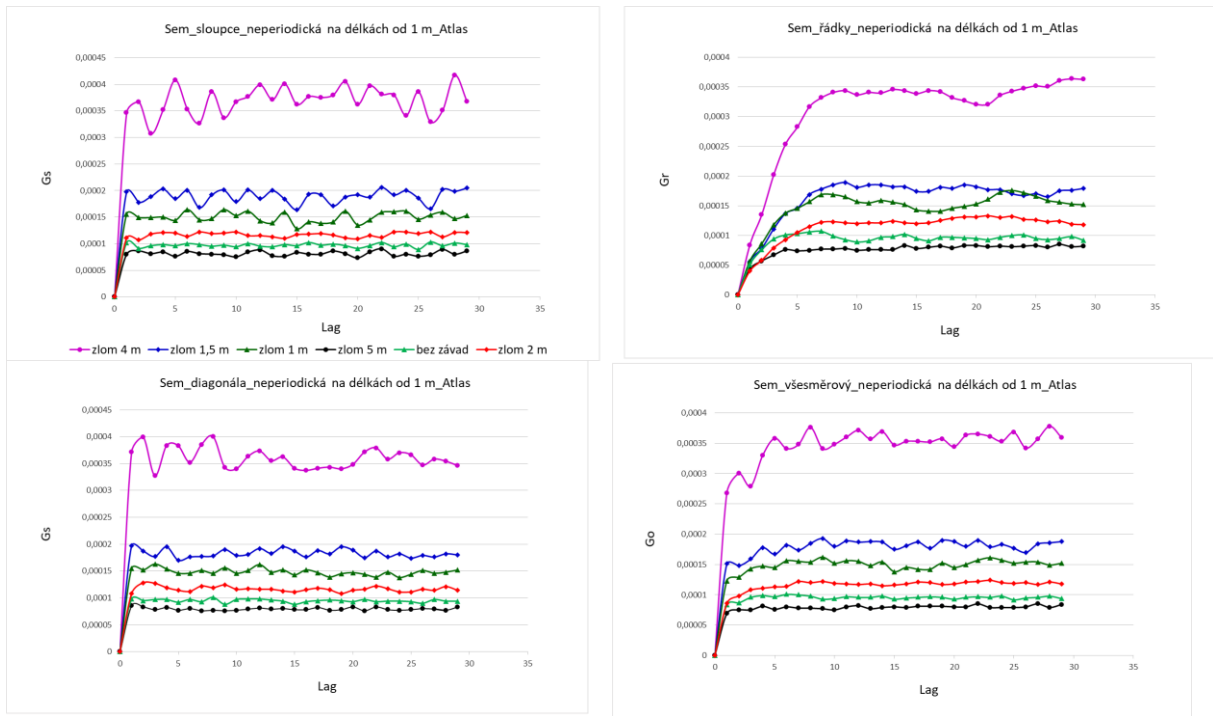 Sem_sloupce_neperiodická na délkách od 1 m_Atlas
0,00045
0,0004
0,00035
0,0003
0,00025
0,0002
0,00015
0,0001
0,00005
0
Gs
0 5 10 15 20 25 30 35
Lag
zlom 4 m zlom 1,5 m zlom 1 m zlom 5 m bez závad zlom 2 m
Sem_řádky_neperiodická na délkách od 1 m_Atlas
0,0004
0,00035
0,0003
0,00025
0,0002
0,00015
0,0001
0,00005
0
Gr
0 5 10 15 20 25 30 35
Lag
Sem_diagonála_neperiodická na délkách od 1 m_Atlas
0,00045
0,0004
0,00035
0,0003
0,00025
0,0002
0,00015
0,0001
0,00005
0
Gs
0 5 10 15 20 25 30 35
Lag
Sem_všesměrový_neperiodická na délkách od 1 m_Atlas
0,0004
0,00035
0,0003
0,00025
0,0002
0,00015
0,0001
0,00005
0
Go
0 5 10 15 20 25 30 35
Lag